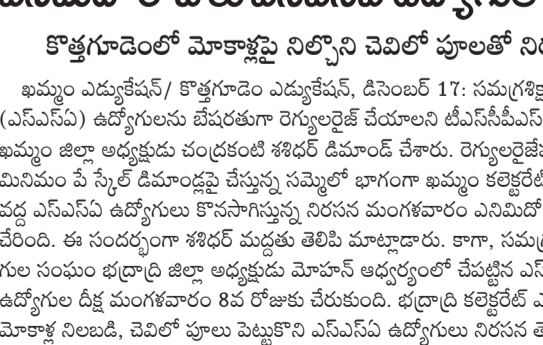 కొత్తగూడెంలో మోకాళ్లపై నిల్చొని చెవిలో పూలతో
ఖమ్మం ఎడ్యుకేషన్/ కొత్తగూడెం ఎడ్యుకేషన్, డిసెంబర్ 17: సమగ్రశిక్ష
(ఎస్ఎస్ఏ) ఉద్యోగులను బేషరతుగా రెగ్యులరైజ్ చేయాలని టీఎస్‌సీపీఎస్
ఖమ్మం జిల్లా అధ్యక్షుడు చంద్రకంటి శశిధర్ డిమాండ్ చేశారు. రెగ్యులరైజే
మినిమం పే స్కేల్ డిమాండ్లపై చేస్తున్న సమ్మెలో భాగంగా ఖమ్మం కలెక్టరేట్
వద్ద ఎస్ఎస్ఏ ఉద్యోగులు కొనసాగిస్తున్న నిరసన మంగళవారం ఎనిమిదో
చేరింది. ఈ సందర్భంగా శశిధర్ మద్దతు తెలిపి మాట్లాడారు. కాగా, సమగ్ర
గుల సంఘం భద్రాద్రి జిల్లా అధ్యక్షుడు మోహన్ ఆధ్వర్యంలో చేపట్టిన ఎస్
ఉద్యోగుల దీక్ష మంగళవారం 8వ రోజుకు చేరుకుంది. భద్రాద్రి కలెక్టరేట్
మోకాళ్ల నిలబడి, చెవిలో పూలు పెట్టుకొని ఎస్ఎస్ఏ ఉద్యోగులు నిరసన